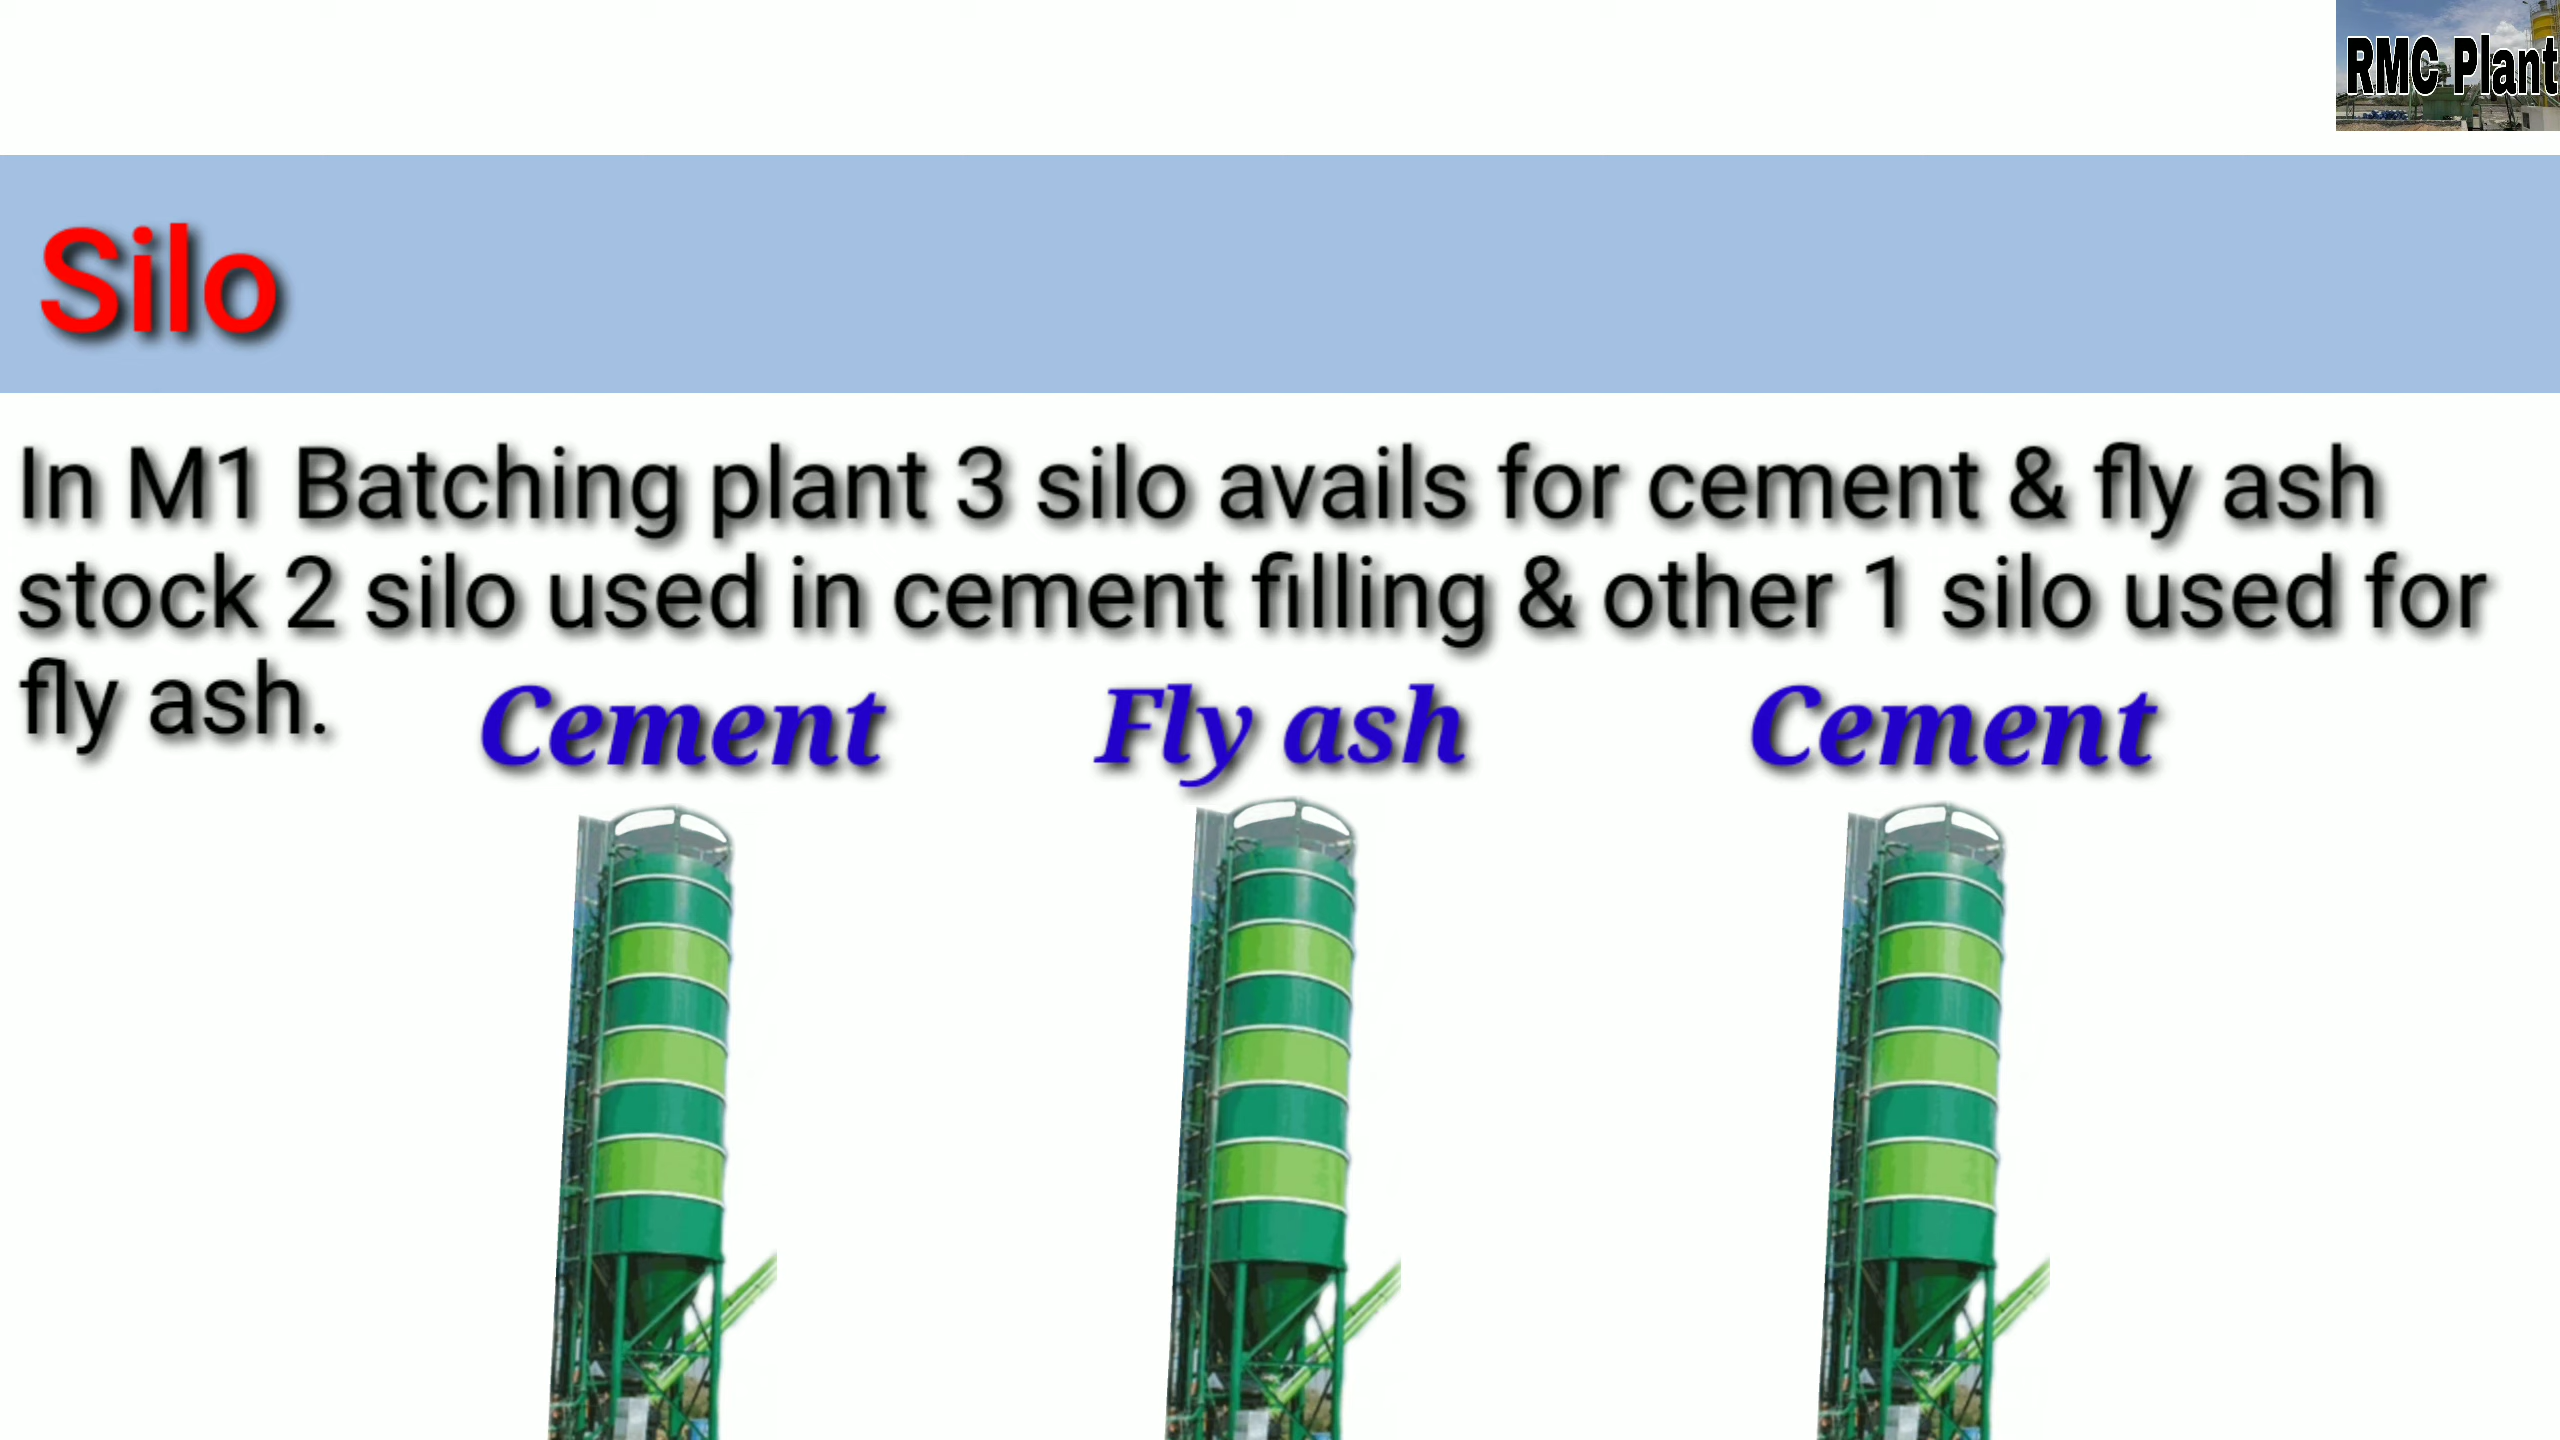 RMC Plant
Silo
In M1 Batching plant 3 silo avails for cement & fly ash
stock 2 silo used in cement filling & other 1 silo used for
fly ash.
Cement Fly ash Cement